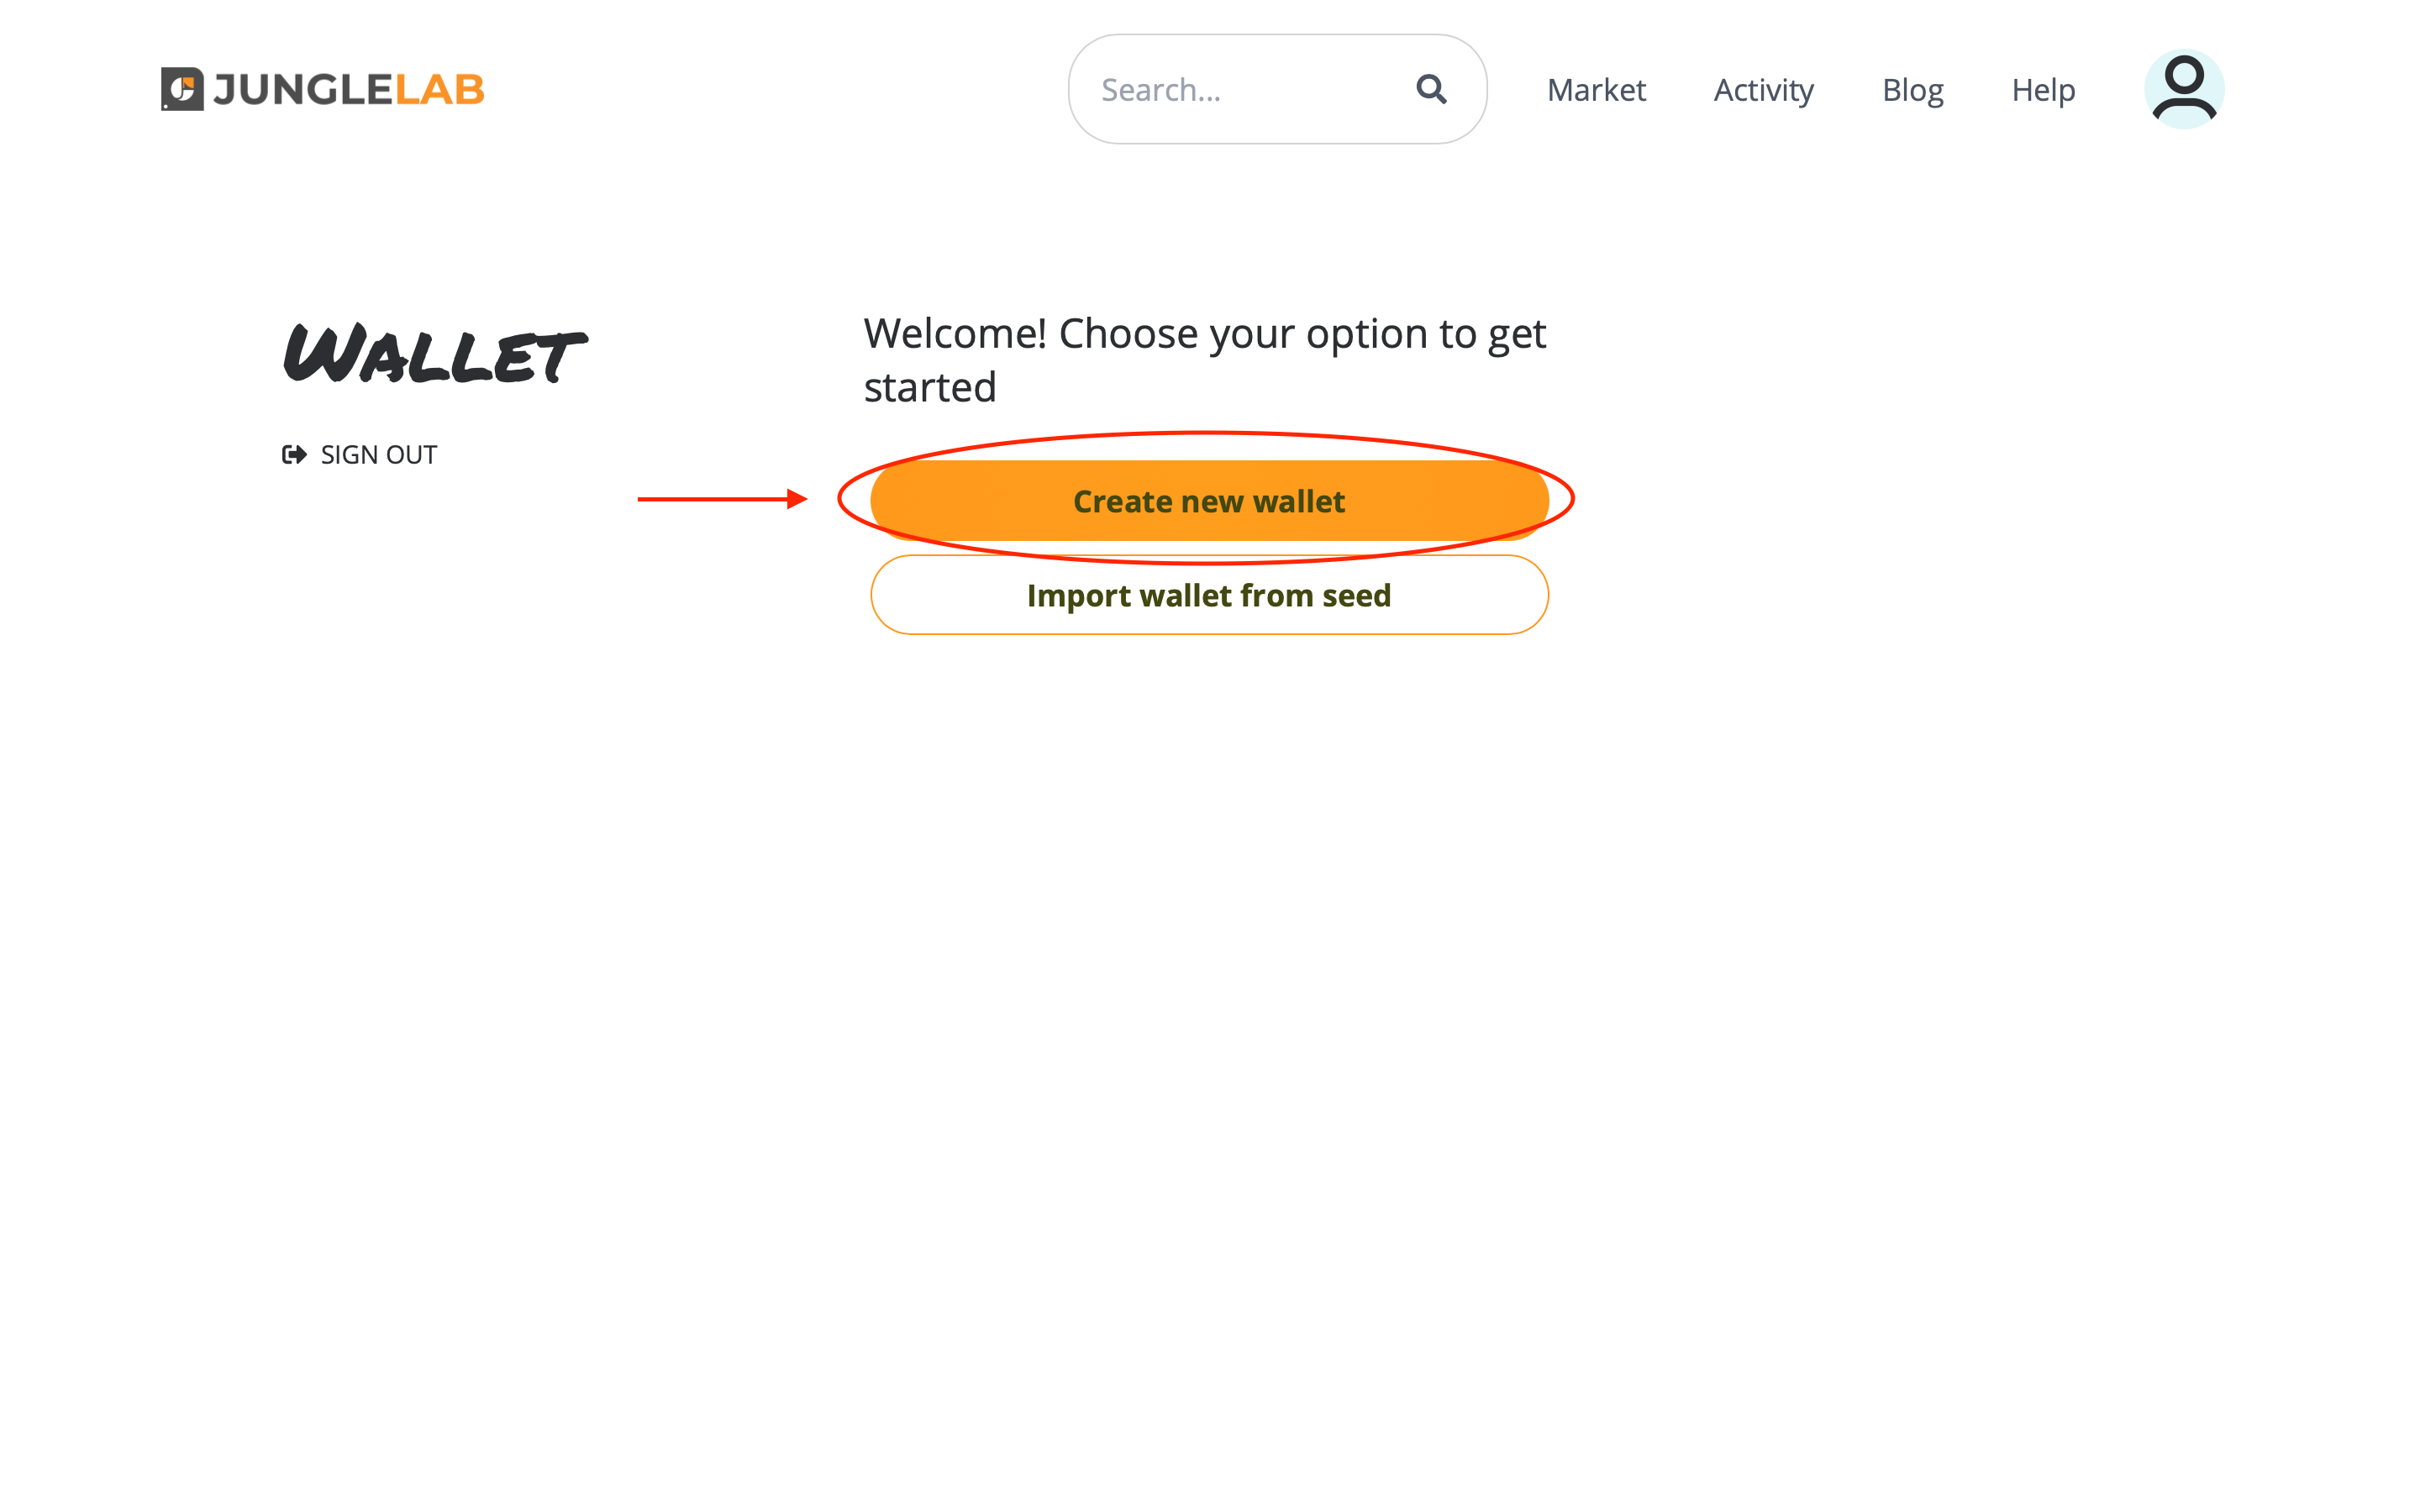 JUNGLELAB
Search...
Market
Activity
Blog
Help
WALLET
SIGN OUT
Welcome! Choose your option to get
started
Create new wallet
Import wallet from seed